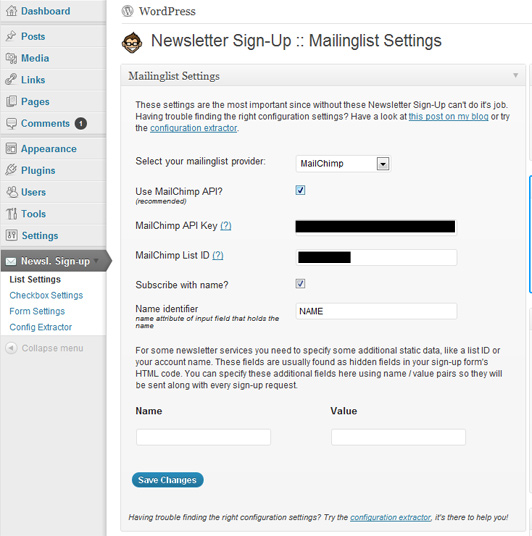 Dashboard
Posts
Media
Links
Pages
Comments 1
Appearance
Plugins
Users
Tools
Settings
Newsl. Sign-up
List Settings
Checkbox Settings
Form Settings
Config Extractor
Collapse menu
WordPress
Newsletter Sign-Up :: Mailinglist Settings
Mailinglist Settings
These settings are the most important since without these Newsletter Sign-Up can't do it's job.
Having trouble finding the right configuration settings? Have a look at this post on my blog or try
the configuration extractor.
Select your mailinglist provider: MailChimp
Use MailChimp API?
(recommended)
MailChimp API Key (?)
MailChimp List ID (?)
Subscribe with name?
Name identifier NAME
name attribute of input field that holds the
name
For some newsletter services you need to specify some additional static data, like a list ID or
your account name. These fields are usually found as hidden fields in your sign-up form's
HTML code. You can specify these additional fields here using name / value pairs so they will
be sent along with every sign-up request.
Name Value
Save Changes
Having trouble finding the right configuration settings? Try the configuration extractor, it's there to help you!